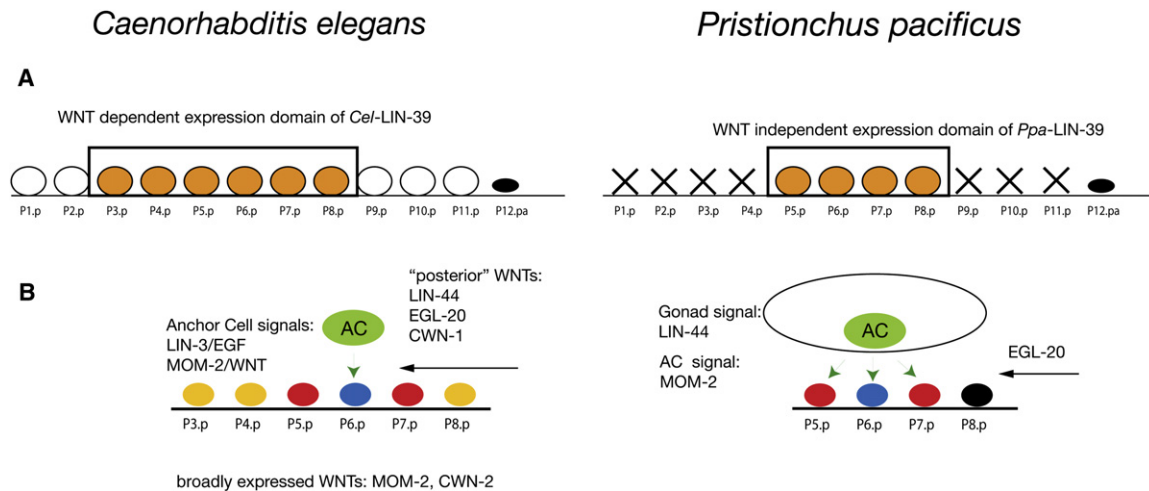 Caenorhabditis elegans
Pristionchus pacificus
A
WNT dependent expression domain of Cel-LIN-39
P1.p P2.p P3.p P4.p P5.p P6.p P7.p P8.p P9.p P10.p P11.p P12.pa
WNT independent expression domain of Ppa-LIN-39
P1.p P2.p P3.p P4.p P5.p P6.p P7.p P8.p P9.p P10.p P11.p P12.pa
B
Anchor Cell signals:
LIN-3/EGF
MOM-2/WNT
AC
“posterior” WNTs:
LIN-44
EGL-20
CWN-1
P3.p P4.p P5.p P6.p P7.p P8.p
broadly expressed WNTs: MOM-2, CWN-2
Gonad signal:
LIN-44
AC signal:
MOM-2
AC
EGL-20
P5.p P6.p P7.p P8.p